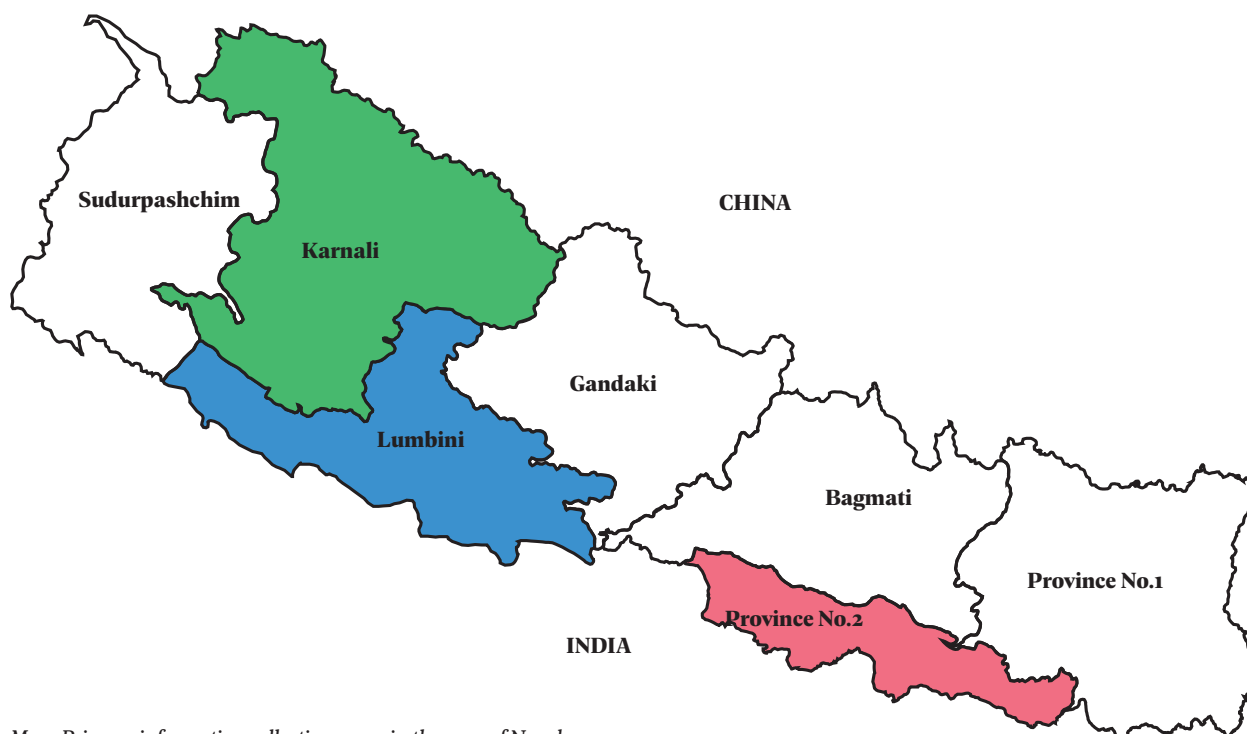 Sudurpashchim
CHINA
Karnali
Gandaki
Lumbini
Bagmati
Province No.1
Province No.2
INDIA